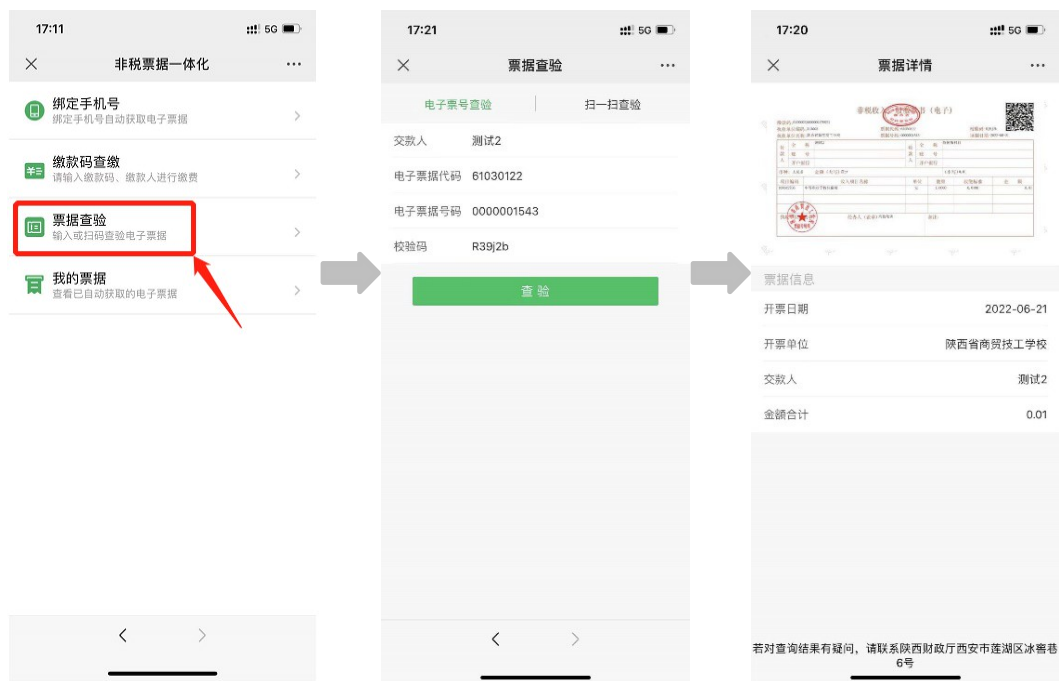 17:11
5G
非税票据一体化
绑定手机号
绑定手机号自动获取电子票据
缴款码查缴
请输入缴款码、缴款人进行缴费
票据查验
输入或扫码查验电子票据
我的票据
查看已自动获取的电子票据
17:21
5G
票据查验
电子票号查验
扫一扫查验
交款人 测试2
电子票据代码 61030122
电子票据号码 0000001543
校验码 R39j2b
查验
17:20
5G
票据详情
票据信息
开票日期 2022-06-21
开票单位 陕西省商贸技工学校
交款人 测试2
金额合计 0.01
若对查询结果有疑问，请联系陕西财政厅西安市莲湖区冰窖巷
6号